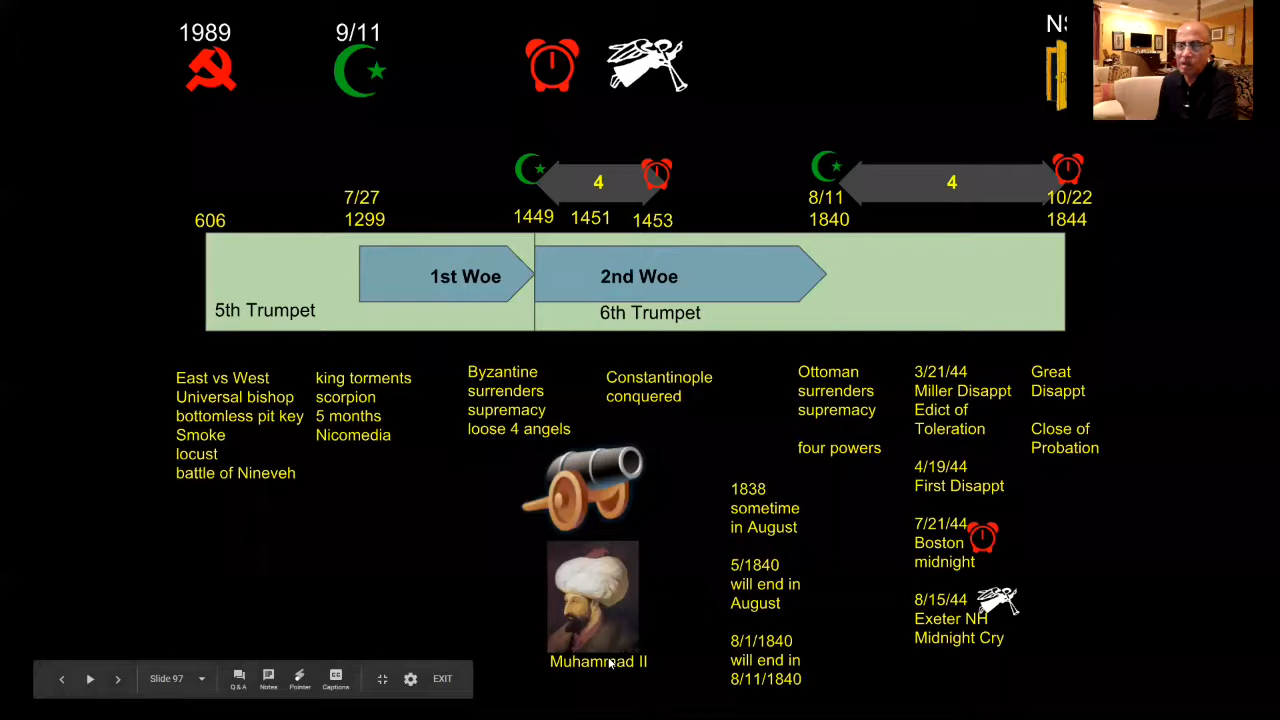 1989
9/11
7/27
1299
606
4
1449
1451
1453
8/11
1840
4
10/22
1844
1st Woe
2nd Woe
5th Trumpet
6th Trumpet
East vs West
Universal bishop
bottomless pit key
Smoke
locust
battle of Nineveh
king torments
scorpion
5 months
Nicomedia
Byzantine
surrenders
supremacy
loose 4 angels
Constantinople
conquered
Muhammad II
1838
sometime
in August
5/1840
will end in
August
8/1/1840
will end in
8/11/1840
Ottoman
surrenders
supremacy
four powers
3/21/44
Miller Disappt
Edict of
Toleration
4/19/44
First Disappt
7/21/44
Boston
midnight
8/15/44
Exeter NH
Midnight Cry
Great
Disappt
Close of
Probation
Slide 97
Q&A
Notes
Pointer
Captions
EXIT